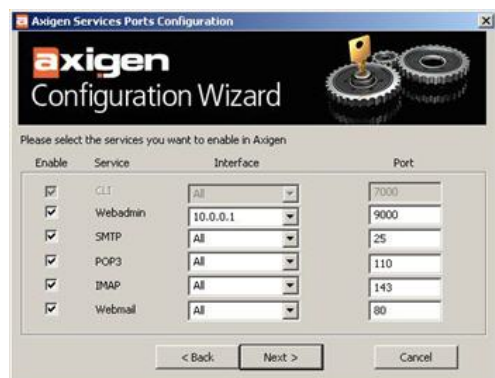 Axigen Services Ports Configuration
axigen
Configuration Wizard
Please select the services you want to enable in Axigen
Enable Service Interface Port
CLI All 7000
Webadmin 10.0.0.1 9000
SMTP All 25
POP3 All 110
IMAP All 143
Webmail All 80
< Back Next > Cancel